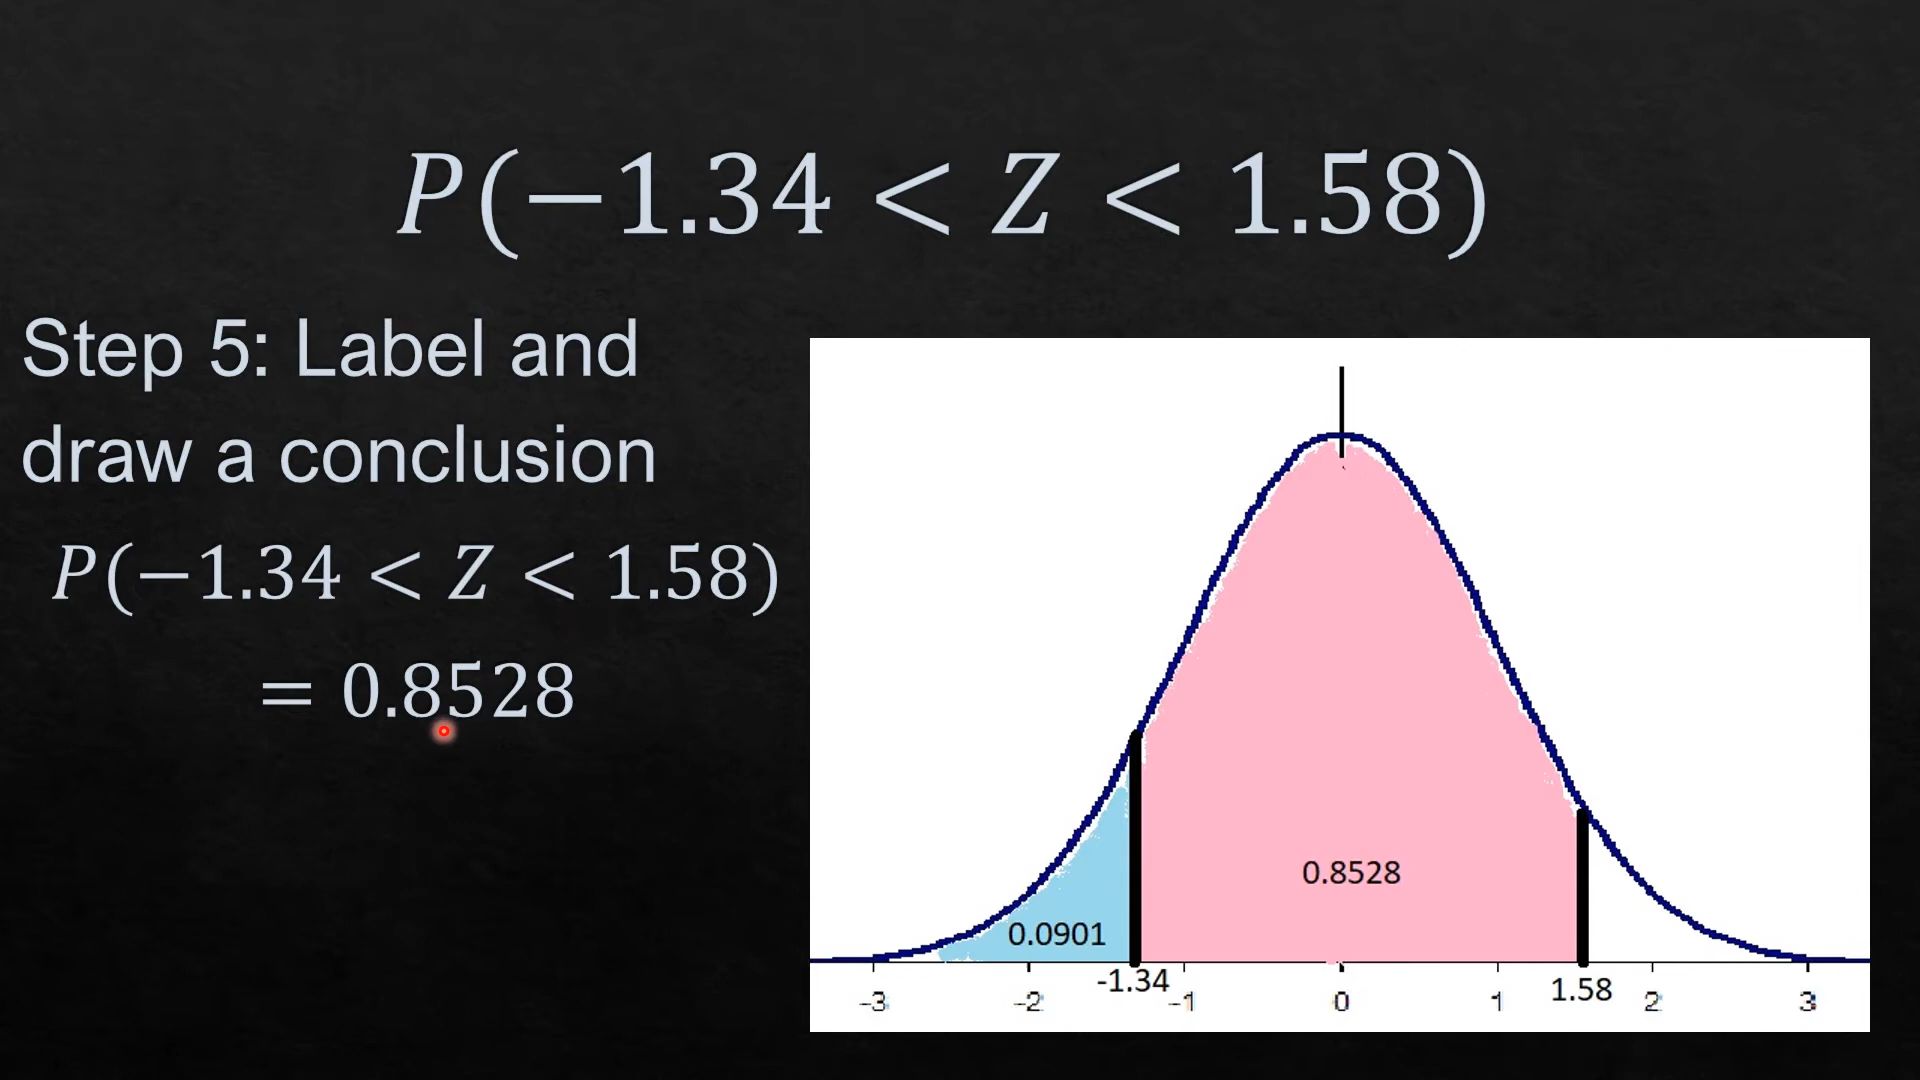 P(−1.34 < Z < 1.58)
Step 5: Label and
draw a conclusion
P(−1.34 < Z < 1.58)
= 0.8528
0.8528
0.0901
-1.34
1.58
-3 -2 -1 0 1 2 3